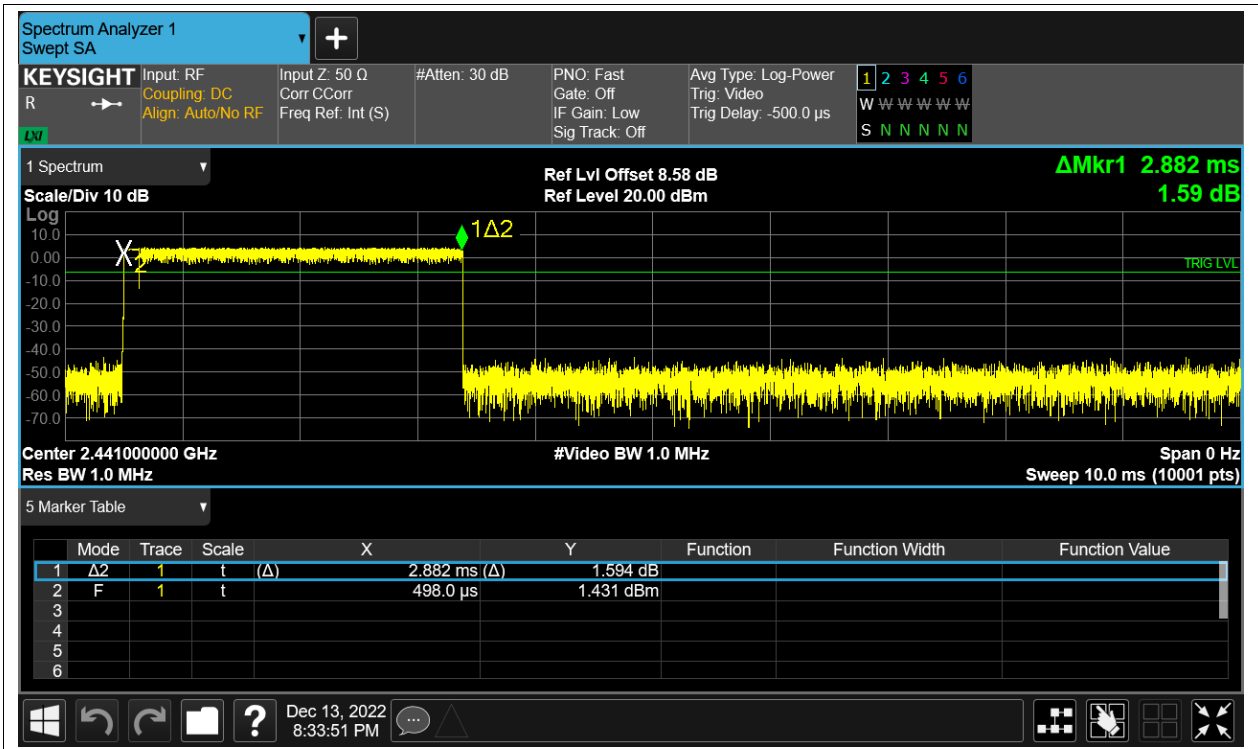 Spectrum Analyzer 1
Swept SA
KEYSIGHT Input: RF Input Z: 50 Ω #Atten: 30 dB PNO: Fast Avg Type: Log-Power 1 2 3 4 5 6
R Coupling: DC Corr CCorr Gate: Off Trig: Video W W W W W W
Align: Auto/No RF Freq Ref: Int (S) IF Gain: Low Trig Delay: -500.0 µs
LXI Sig Track: Off S N N N N N
1 Spectrum
Ref Lvl Offset 8.58 dB ΔMkr1 2.882 ms
Scale/Div 10 dB Ref Level 20.00 dBm 1.59 dB
Log
1Δ2
10.0
0.00
X 2
TRIG LVL
-10.0
-20.0
-30.0
-40.0
-50.0
-60.0
-70.0
Center 2.441000000 GHz #Video BW 1.0 MHz Span 0 Hz
Res BW 1.0 MHz Sweep 10.0 ms (10001 pts)
5 Marker Table
Mode Trace Scale X Y Function Function Width Function Value
1 Δ2 1 t (Δ) 2.882 ms (Δ) 1.594 dB
2 F 1 t 498.0 µs 1.431 dBm
3
4
5
6
? Dec 13, 2022
8:33:51 PM